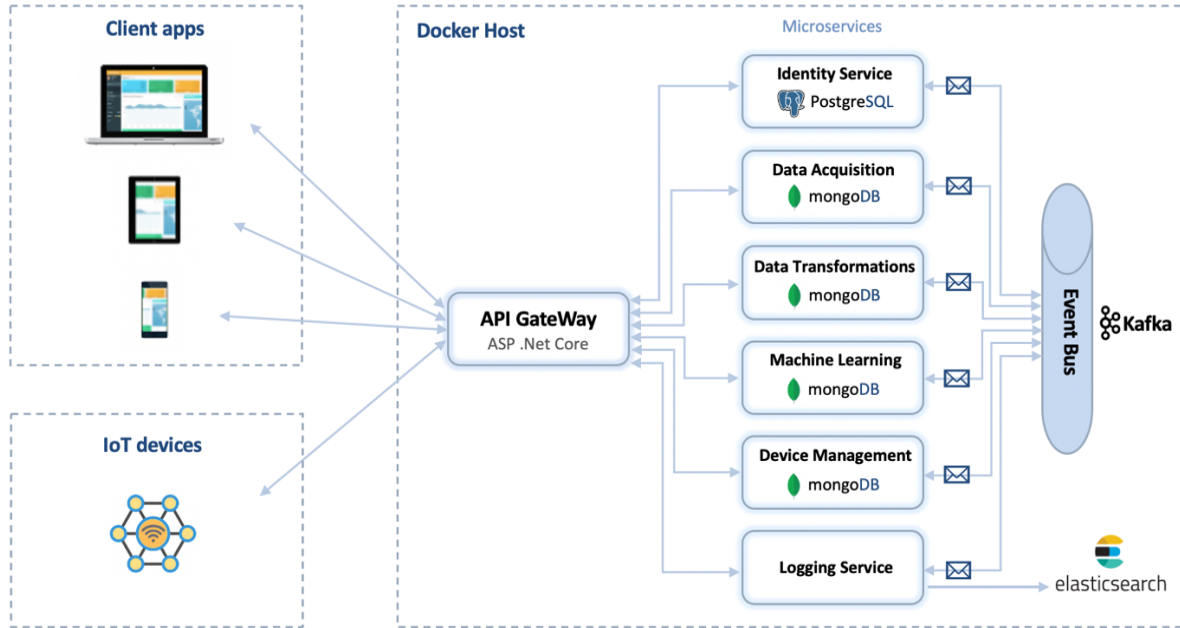 Client apps
IoT devices
Docker Host
API GateWay
ASP .Net Core
Microservices
Identity Service
PostgreSQL
Data Acquisition
mongoDB
Data Transformations
mongoDB
Machine Learning
mongoDB
Device Management
mongoDB
Logging Service
Event Bus
Kafka
elasticsearch